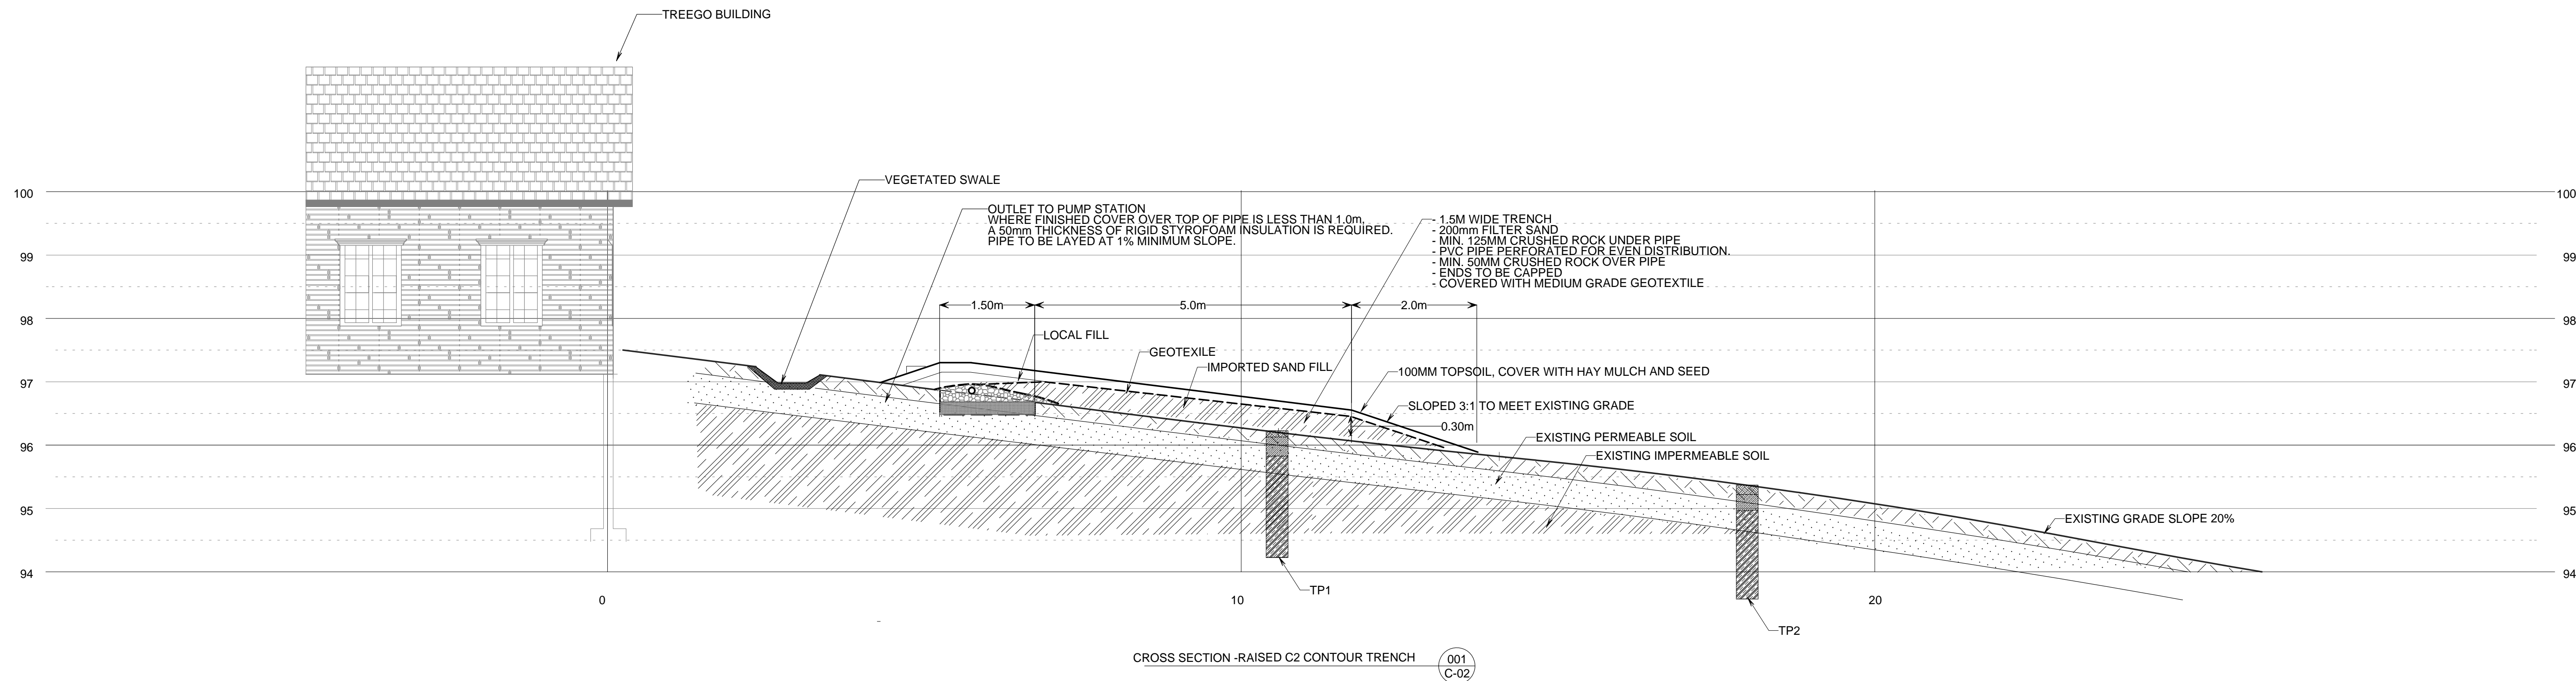 TREEGO BUILDING
100
100
VEGETATED SWALE
OUTLET TO PUMP STATION
WHERE FINISHED COVER OVER TOP OF PIPE IS LESS THAN 1.0m,
A 50mm THICKNESS OF RIGID STYROFOAM INSULATION IS REQUIRED.
PIPE TO BE LAYED AT 1% MINIMUM SLOPE.
- 1.5M WIDE TRENCH
- 200mm FILTER SAND
- MIN. 125MM CRUSHED ROCK UNDER PIPE
- PVC PIPE PERFORATED FOR EVEN DISTRIBUTION.
- MIN. 50MM CRUSHED ROCK OVER PIPE
- ENDS TO BE CAPPED
- COVERED WITH MEDIUM GRADE GEOTEXTILE
99
99
1.50m
5.0m
2.0m
98
98
LOCAL FILL
GEOTEXILE
IMPORTED SAND FILL
100MM TOPSOIL, COVER WITH HAY MULCH AND SEED
97
97
SLOPED 3:1 TO MEET EXISTING GRADE
0.30m
EXISTING PERMEABLE SOIL
96
96
EXISTING IMPERMEABLE SOIL
95
95
EXISTING GRADE SLOPE 20%
94
94
0
10
20
TP1
TP2
CROSS SECTION -RAISED C2 CONTOUR TRENCH
001
C-02